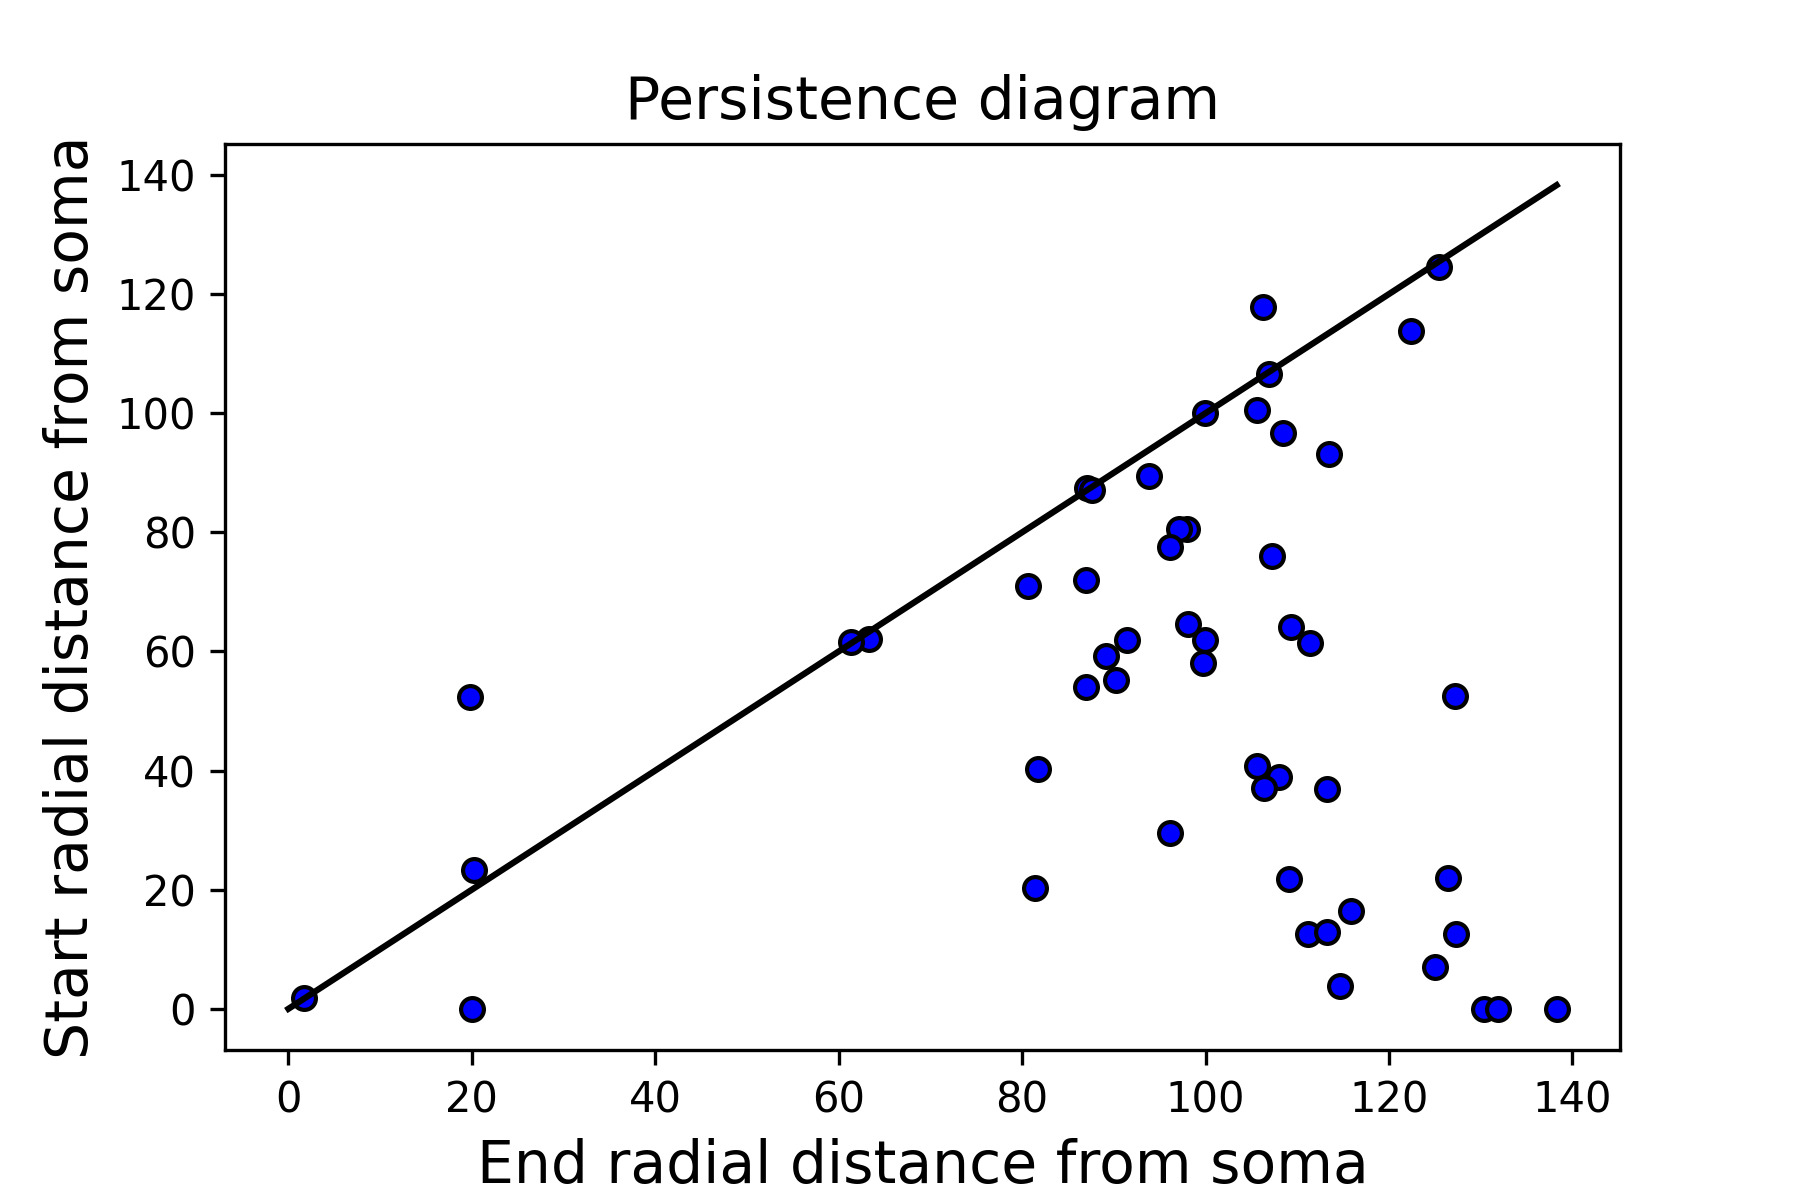 Persistence diagram
Start radial distance from soma
140
120
100
80
60
40
20
0
0 20 40 60 80 100 120 140
End radial distance from soma